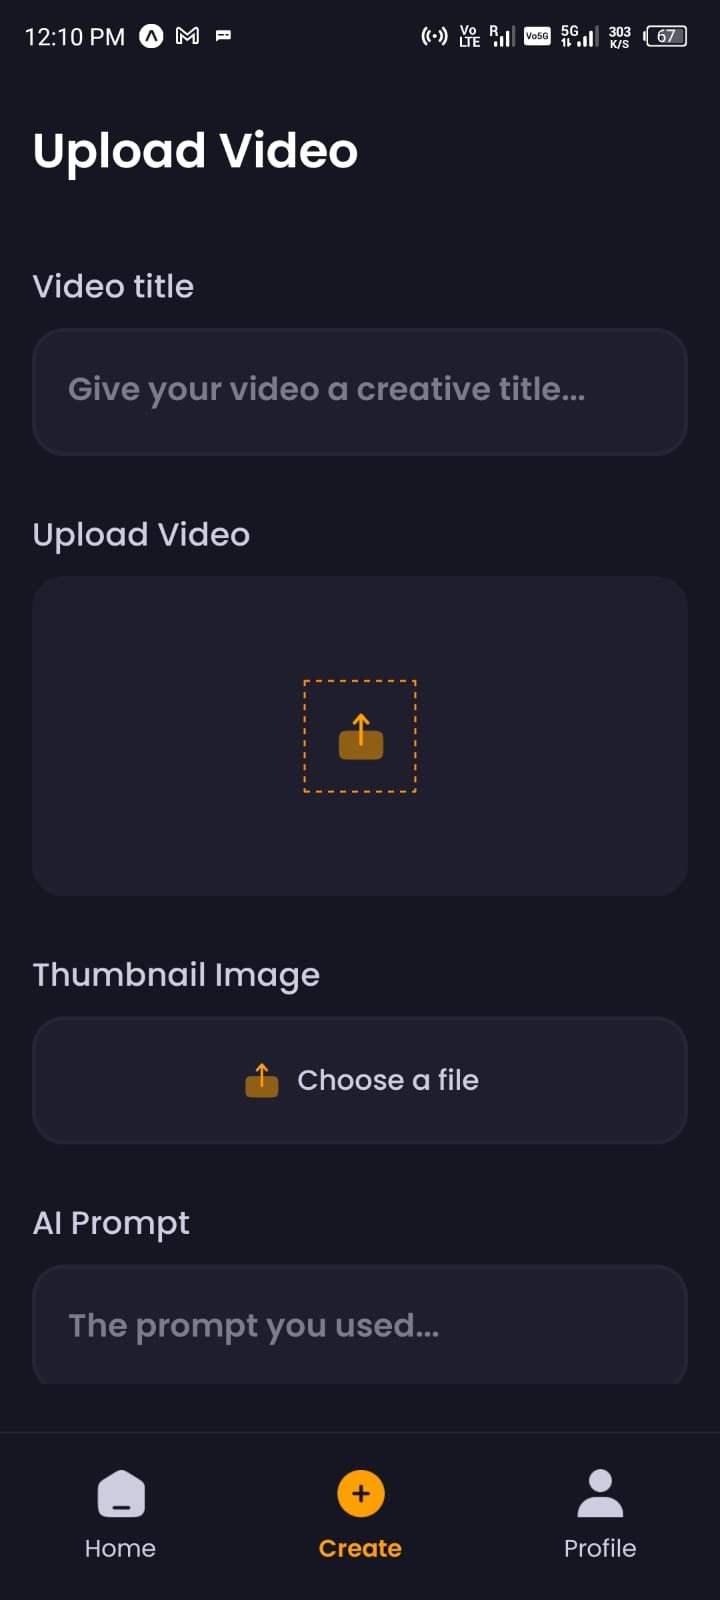 12:10 PM Vo LTE R Vo5G 5G 303 K/S 67
Upload Video
Video title
Give your video a creative title...
Upload Video
Thumbnail Image
Choose a file
AI Prompt
The prompt you used...
Home Create Profile